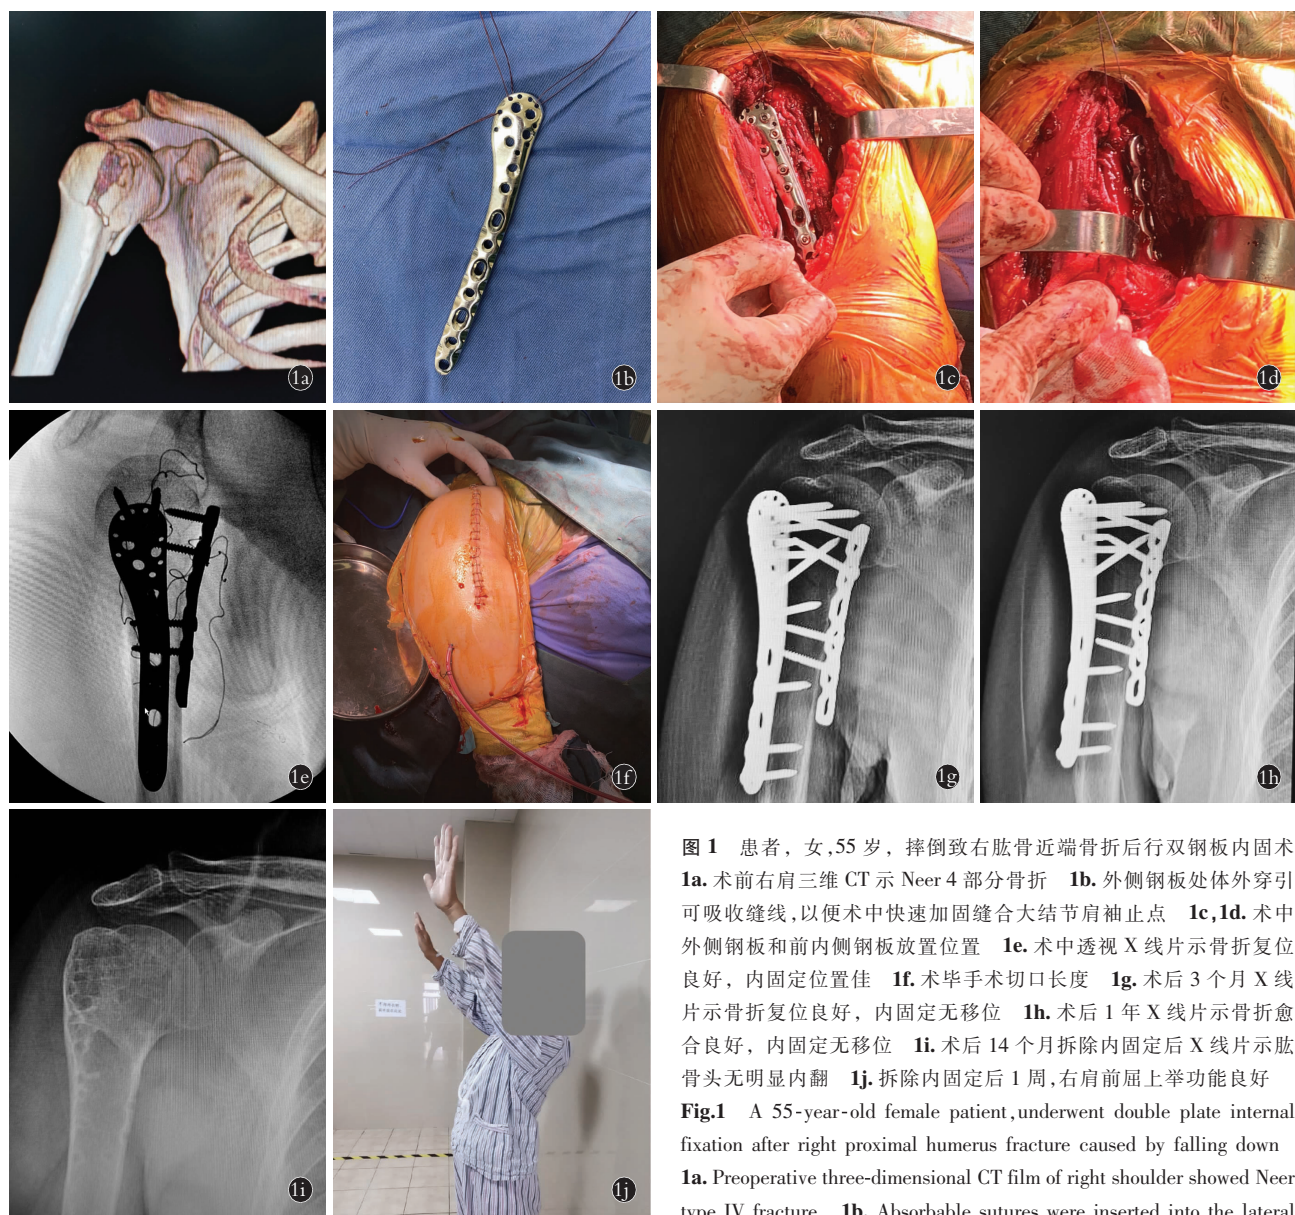 1a
1b
1c
1d
1e
1f
1g
1h
1i
1j
图 1 患者，女,55 岁，摔倒致右肱骨近端骨折后行双钢板内固术
1a. 术前右肩三维 CT 示 Neer 4 部分骨折 1b. 外侧钢板处体外穿引
可吸收缝线,以便术中快速加固缝合大结节肩袖止点 1c,1d. 术中
外侧钢板和前内侧钢板放置位置 1e. 术中透视 X 线片示骨折复位
良好，内固定位置佳 1f. 术毕手术切口长度 1g. 术后 3 个月 X 线
片示骨折复位良好，内固定无移位 1h. 术后 1 年 X 线片示骨折愈
合良好，内固定无移位 1i. 术后 14 个月拆除内固定后 X 线片示肱
骨头无明显内翻 1j. 拆除内固定后 1 周,右肩前屈上举功能良好
Fig.1 A 55-year-old female patient,underwent double plate internal
fixation after right proximal humerus fracture caused by falling down
1a. Preoperative three-dimensional CT film of right shoulder showed Neer
type IV fracture 1b. Absorbable sutures were inserted into the lateral